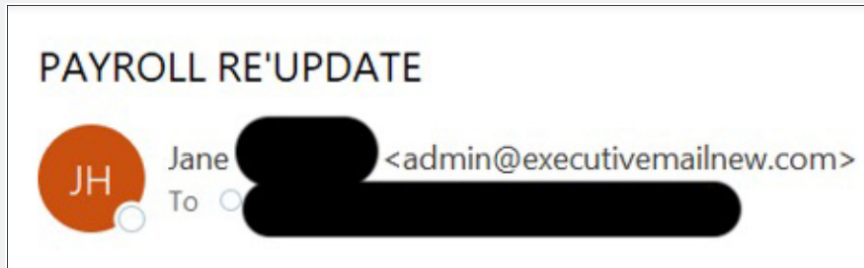 PAYROLL RE'UPDATE
JH
Jane <admin@executivemailnew.com>
To